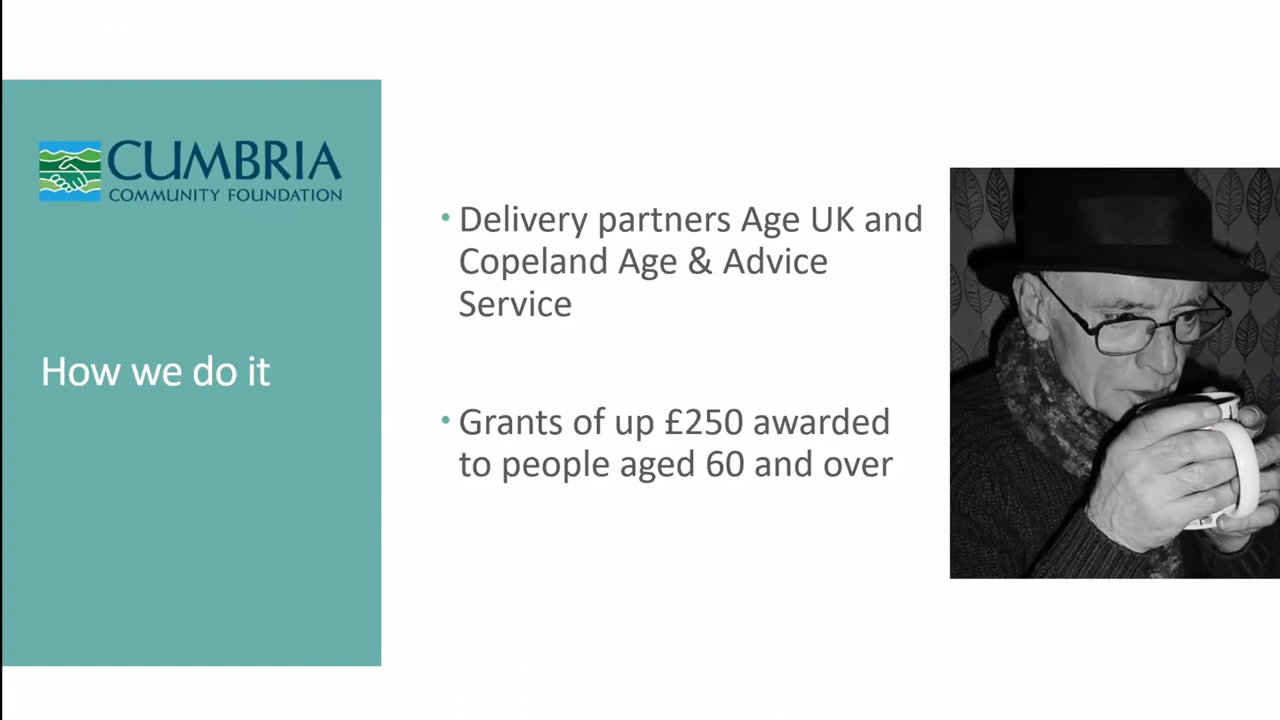 CUMBRIA
COMMUNITY FOUNDATION
How we do it
• Delivery partners Age UK and
Copeland Age & Advice
Service
• Grants of up £250 awarded
to people aged 60 and over